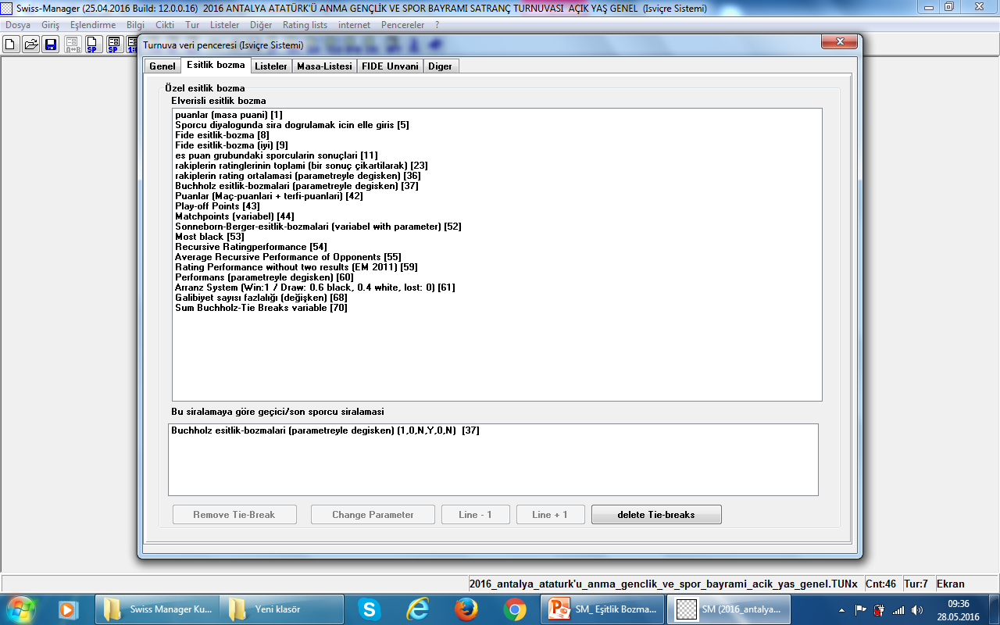 Swiss-Manager (25.04.2016 Build: 12.0.0.16)  2016 ANTALYA ATATÜRK'Ü ANMA GENÇLİK VE SPOR BAYRAMI SATRANÇ TURNUVASI  AÇIK YAŞ GENEL  (Isviçre Sistemi)
Dosya Giriş Eşlendirme Bilgi Cikti Tur Listeler Diğer Rating lists internet Pencereler ?
SP SP
Turnuva veri penceresi (Isviçre Sistemi)
Genel Esitlik bozma Listeler Masa-Listesi FIDE Unvani Diger
Özel esitlik bozma
Elverisli esitlik bozma
puanlar (masa puani) [1]
Sporcu diyalogunda sira dogrulamak icin elle giris [5]
Fide esitlik-bozma [8]
Fide esitlik-bozma (iyi) [9]
es puan grubundaki sporcularin sonuçlari [11]
rakiplerin ratinglerinin toplami (bir sonuç çikartilarak) [23]
rakiplerin rating ortalamasi (parametreyle degisken) [36]
Buchholz esitlik-bozmalari (parametreyle degisken) [37]
Puanlar (Maç-puanlari + terfi-puanlari) [42]
Play-off Points [43]
Matchpoints (variabel) [44]
Sonneborn-Berger-esitlik-bozmalari (variabel with parameter) [52]
Most black [53]
Recursive Ratingperformance [54]
Average Recursive Performance of Opponents [55]
Rating Performance without two results (EM 2011) [59]
Performans (parametreyle degisken) [60]
Arranz System (Win:1 / Draw: 0.6 black, 0.4 white, lost: 0) [61]
Galibiyet sayısı fazlalığı (değişken) [68]
Sum Buchholz-Tie Breaks variable [70]
Bu siralamaya göre geçici/son sporcu siralamasi
Buchholz esitlik-bozmalari (parametreyle degisken) (1,0,N,Y,0,N)  [37]
Remove Tie-Break Change Parameter Line - 1 Line + 1 delete Tie-breaks
2016_antalya_ataturk'u_anma_genclik_ve_spor_bayrami_acik_yas_genel.TUNx Cnt:46 Tur:7 Ekran
Swiss Manager Ku... Yeni klasör SM_ Eşitlik Bozma... SM (2016_antalya... 09:36
28.05.2016